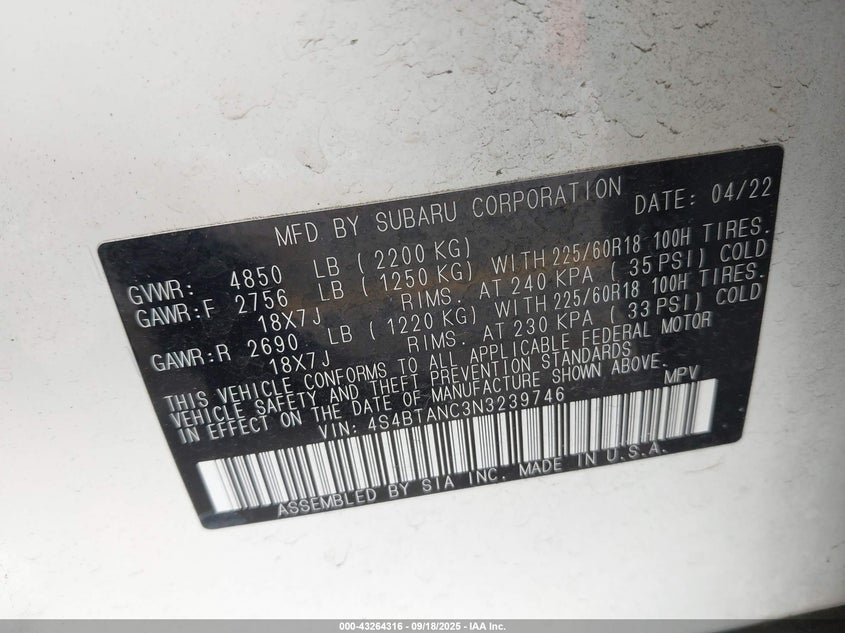 MFD BY SUBARU CORPORATION DATE: 04/22
GVWR: 4850 LB ( 2200 KG)
GAWR:F 2756 LB ( 1250 KG) WITH 225/60R18 100H TIRES.
18X7J RIMS. AT 240 KPA ( 35 PSI) COLD
GAWR:R 2690 LB ( 1220 KG) WITH 225/60R18 100H TIRES.
18X7J RIMS. AT 230 KPA ( 33 PSI) COLD
THIS VEHICLE CONFORMS TO ALL APPLICABLE FEDERAL MOTOR
VEHICLE SAFETY AND THEFT PREVENTION STANDARDS
IN EFFECT ON THE DATE OF MANUFACTURE SHOWN ABOVE.
VIN: 4S4BTANC3N3239746 MPV
ASSEMBLED BY SIA INC. MADE IN U.S.A.
000-43264316 - 09/18/2025 - IAA Inc.